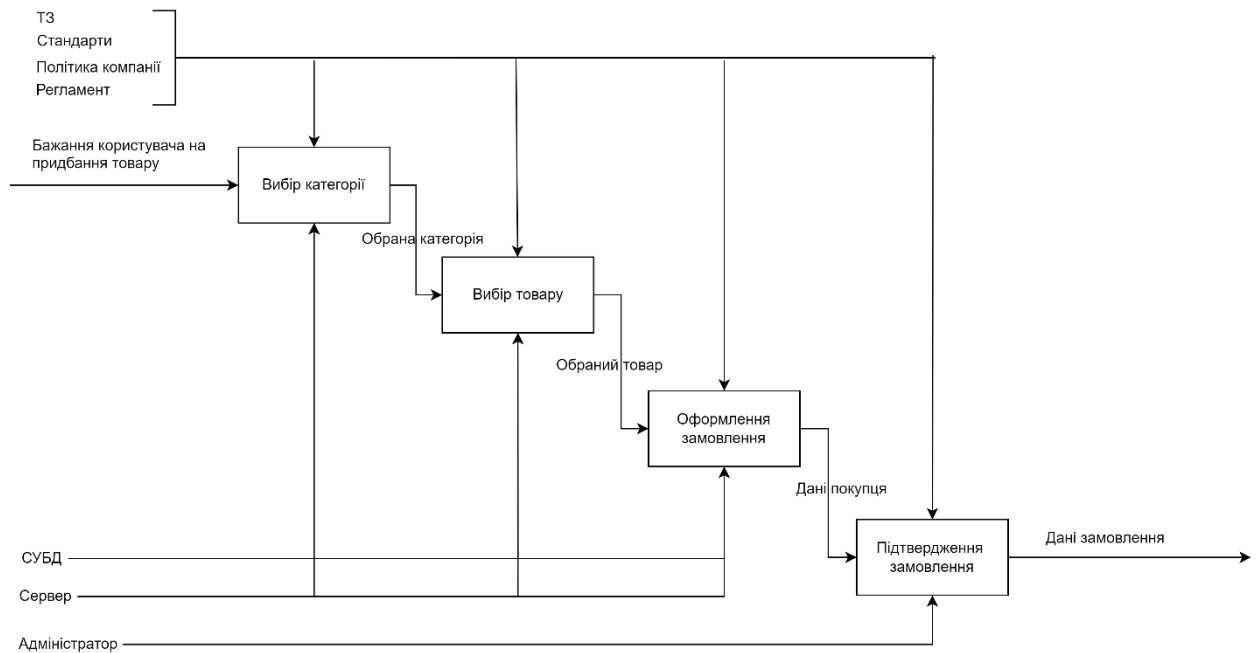 ТЗ
Стандарти
Політика компанії
Регламент
Бажання користувача на
придбання товару
Вибір категорії
Обрана категорія
Вибір товару
Обраний товар
Оформлення
замовлення
Дані покупця
Підтвердження
замовлення
Дані замовлення
СУБД
Сервер
Адміністратор